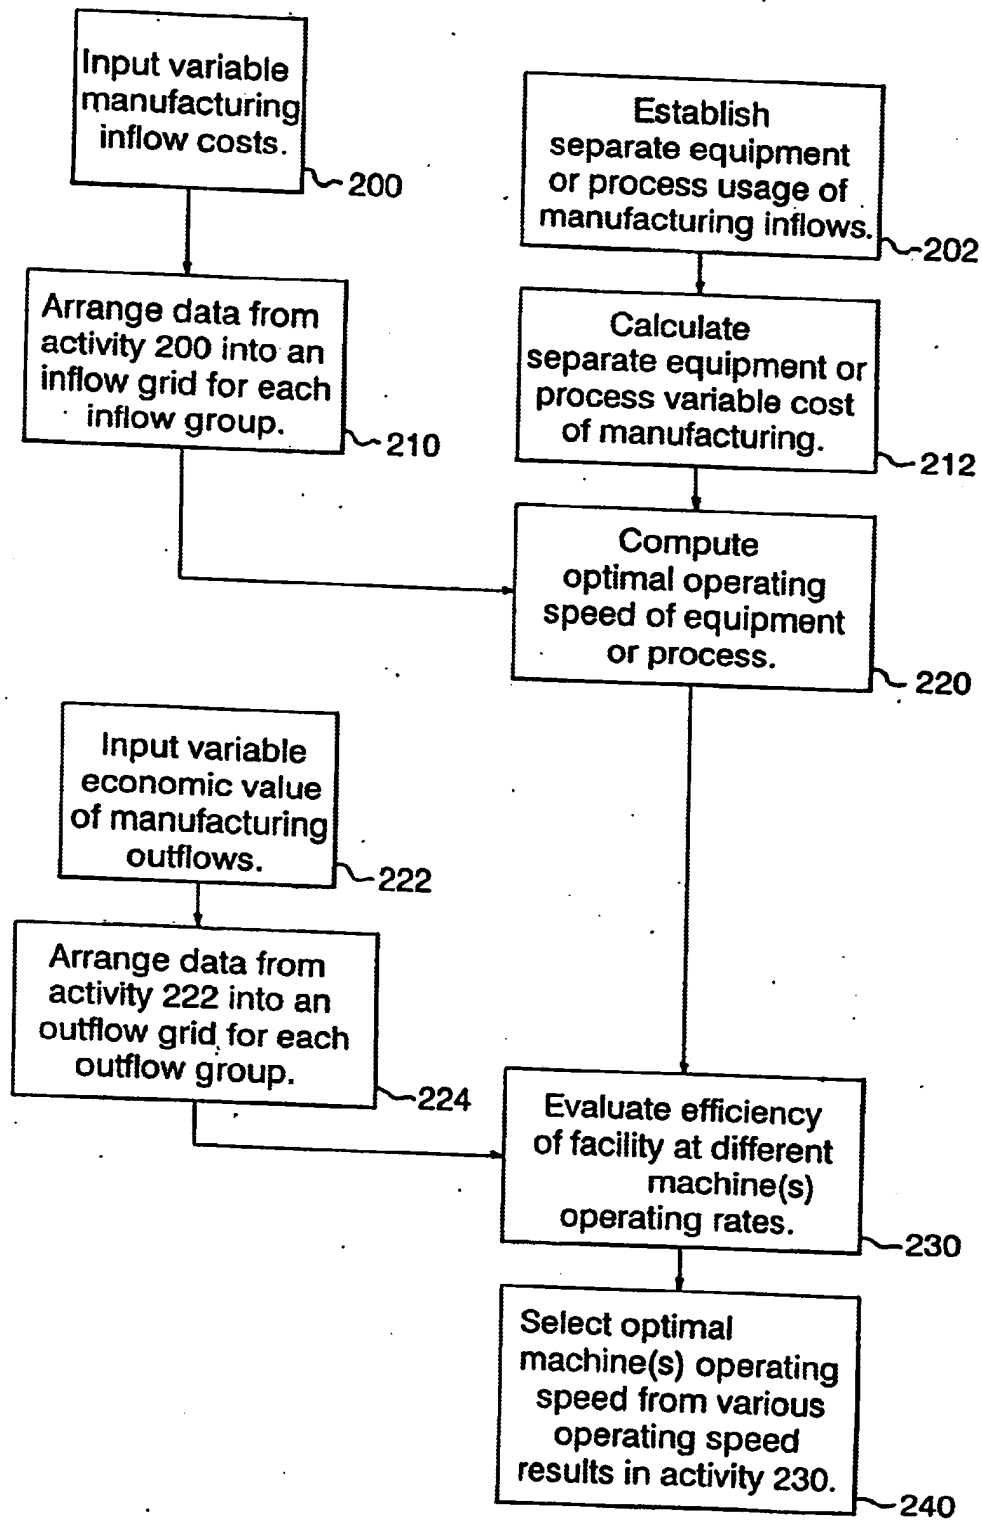 Input variable
manufacturing
inflow costs.
200
Establish
separate equipment
or process usage of
manufacturing inflows.
202
Arrange data from
activity 200 into an
inflow grid for each
inflow group.
210
Calculate
separate equipment or
process variable cost
of manufacturing.
212
Compute
optimal operating
speed of equipment
or process.
220
Input variable
economic value
of manufacturing
outflows.
222
Arrange data from
activity 222 into an
outflow grid for each
outflow group.
224
Evaluate efficiency
of facility at different
machine(s)
operating rates.
230
Select optimal
machine(s) operating
speed from various
operating speed
results in activity 230.
240